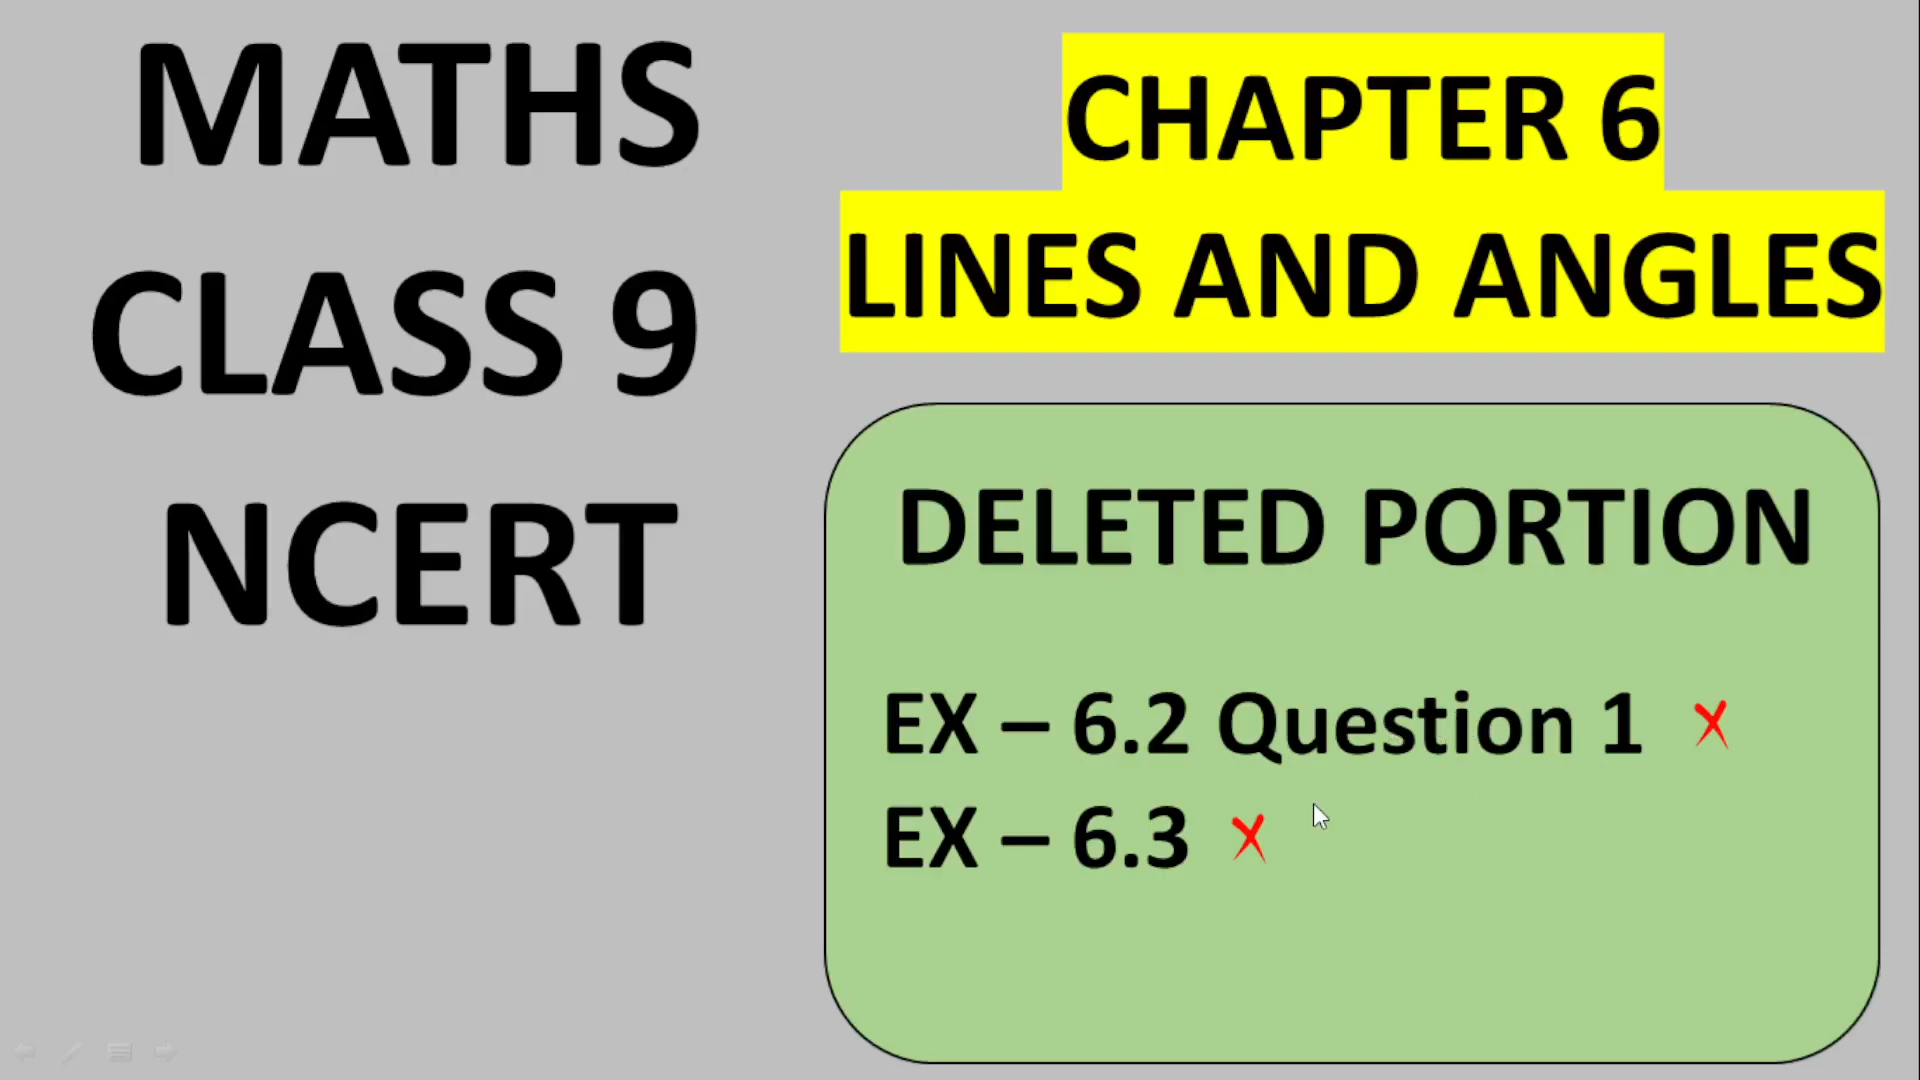 MATHS
CLASS 9
NCERT
CHAPTER 6
LINES AND ANGLES
DELETED PORTION
EX – 6.2 Question 1 ✗
EX – 6.3 ✗